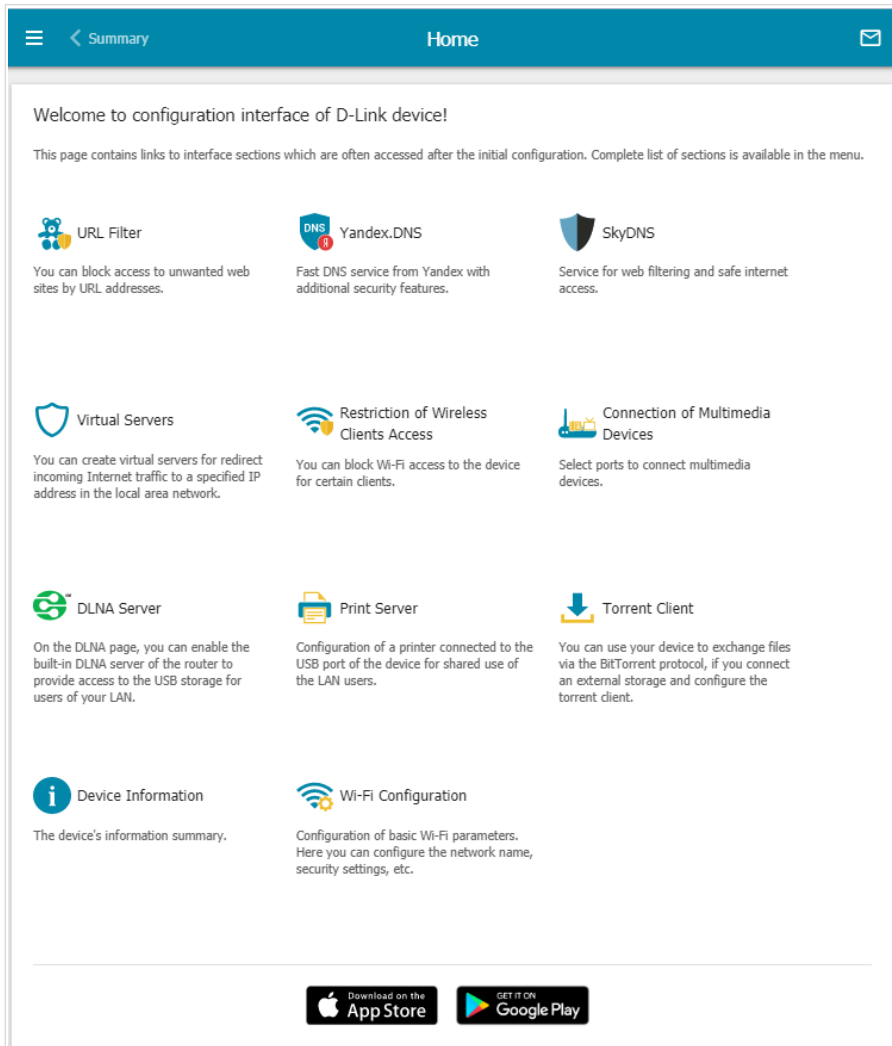 Summary
Home
Welcome to configuration interface of D-Link device!
This page contains links to interface sections which are often accessed after the initial configuration. Complete list of sections is available in the menu.
URL Filter
You can block access to unwanted web
sites by URL addresses.
DNS
Я
Yandex.DNS
Fast DNS service from Yandex with
additional security features.
SkyDNS
Service for web filtering and safe internet
access.
Virtual Servers
You can create virtual servers for redirect
incoming Internet traffic to a specified IP
address in the local area network.
Restriction of Wireless
Clients Access
You can block Wi-Fi access to the device
for certain clients.
Connection of Multimedia
Devices
Select ports to connect multimedia
devices.
DLNA Server
On the DLNA page, you can enable the
built-in DLNA server of the router to
provide access to the USB storage for
users of your LAN.
Print Server
Configuration of a printer connected to the
USB port of the device for shared use of
the LAN users.
Torrent Client
You can use your device to exchange files
via the BitTorrent protocol, if you connect
an external storage and configure the
torrent client.
i
Device Information
The device's information summary.
Wi-Fi Configuration
Configuration of basic Wi-Fi parameters.
Here you can configure the network name,
security settings, etc.
Download on the
App Store
GET IT ON
Google Play